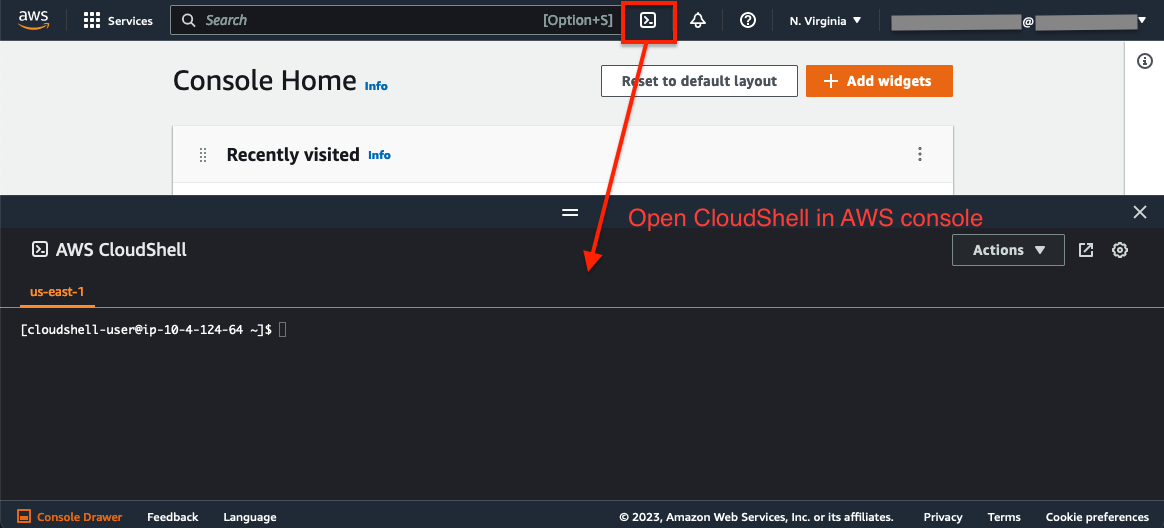 aws Services Search [Option+S] N. Virginia @
Console Home Info Reset to default layout Add widgets
Recently visited Info
Open CloudShell in AWS console
AWS CloudShell Actions
us-east-1
[cloudshell-user@ip-10-4-124-64 ~]$
Console Drawer Feedback Language © 2023, Amazon Web Services, Inc. or its affiliates. Privacy Terms Cookie preferences